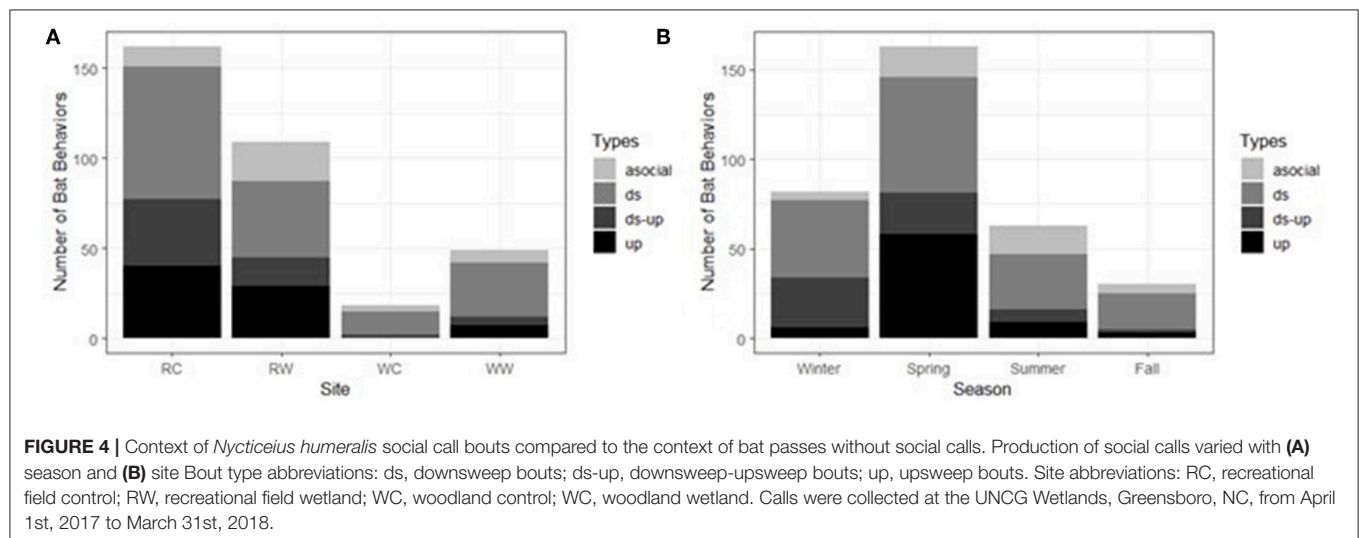 A
Number of Bat Behaviors
150
100
50
0
RC RW WC WW
Site
Types
asocial
ds
ds-up
up
B
Number of Bat Behaviors
150
100
50
0
Winter Spring Summer Fall
Season
Types
asocial
ds
ds-up
up
FIGURE 4 | Context of Nycticeius humeralis social call bouts compared to the context of bat passes without social calls. Production of social calls varied with (A)
season and (B) site Bout type abbreviations: ds, downsweep bouts; ds-up, downsweep-upsweep bouts; up, upsweep bouts. Site abbreviations: RC, recreational
field control; RW, recreational field wetland; WC, woodland control; WC, woodland wetland. Calls were collected at the UNCG Wetlands, Greensboro, NC, from April
1st, 2017 to March 31st, 2018.